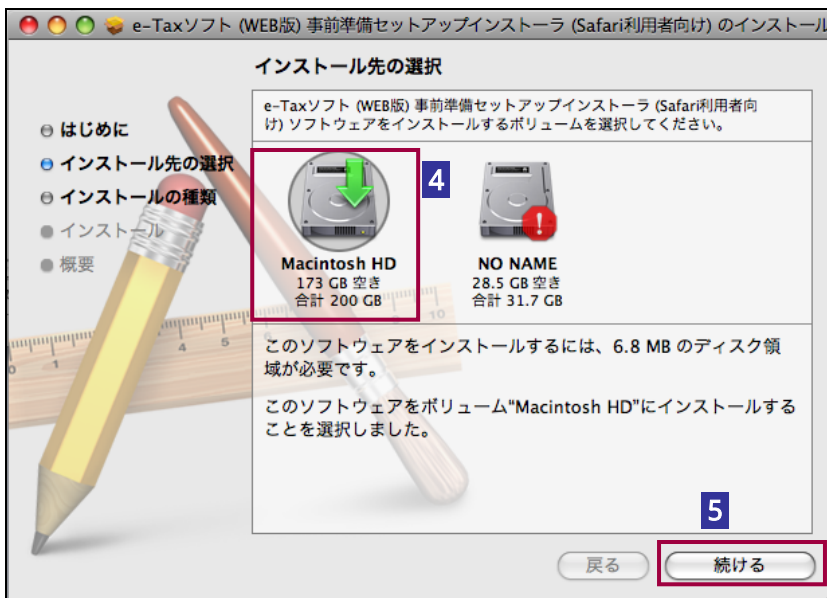 e-Taxソフト (WEB版) 事前準備セットアップインストーラ (Safari利用者向け) のインストール
インストール先の選択
はじめに
インストール先の選択
インストールの種類
インストール
概要
e-Taxソフト (WEB版) 事前準備セットアップインストーラ (Safari利用者向
け) ソフトウェアをインストールするボリュームを選択してください。
4
Macintosh HD
173 GB 空き
合計 200 GB
NO NAME
28.5 GB 空き
合計 31.7 GB
このソフトウェアをインストールするには、6.8 MB のディスク領
域が必要です。
このソフトウェアをボリューム“Macintosh HD”にインストールする
ことを選択しました。
0 1 4 5 6 10
5
戻る
続ける